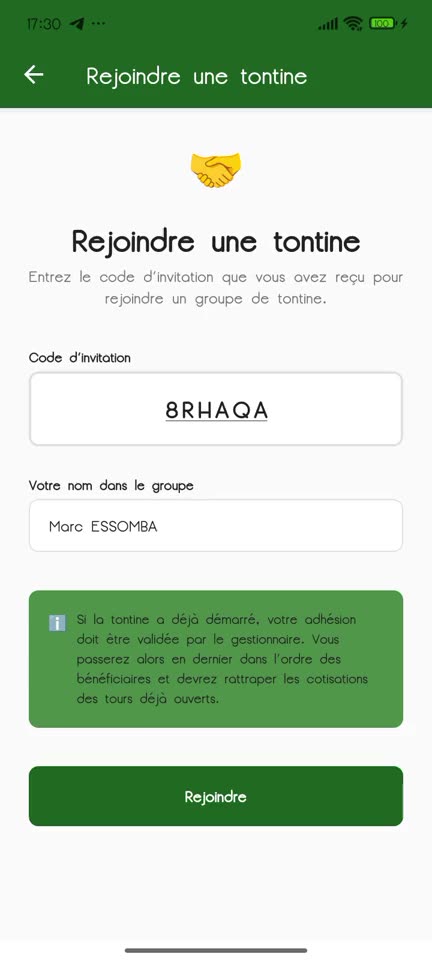 17:30
100
Rejoindre une tontine
Rejoindre une tontine
Entrez le code d'invitation que vous avez reçu pour
rejoindre un groupe de tontine.
Code d'invitation
8RHAQA
Votre nom dans le groupe
Marc ESSOMBA
Si la tontine a déjà démarré, votre adhésion
doit être validée par le gestionnaire. Vous
passerez alors en dernier dans l'ordre des
bénéficiaires et devrez rattraper les cotisations
des tours déjà ouverts.
Rejoindre